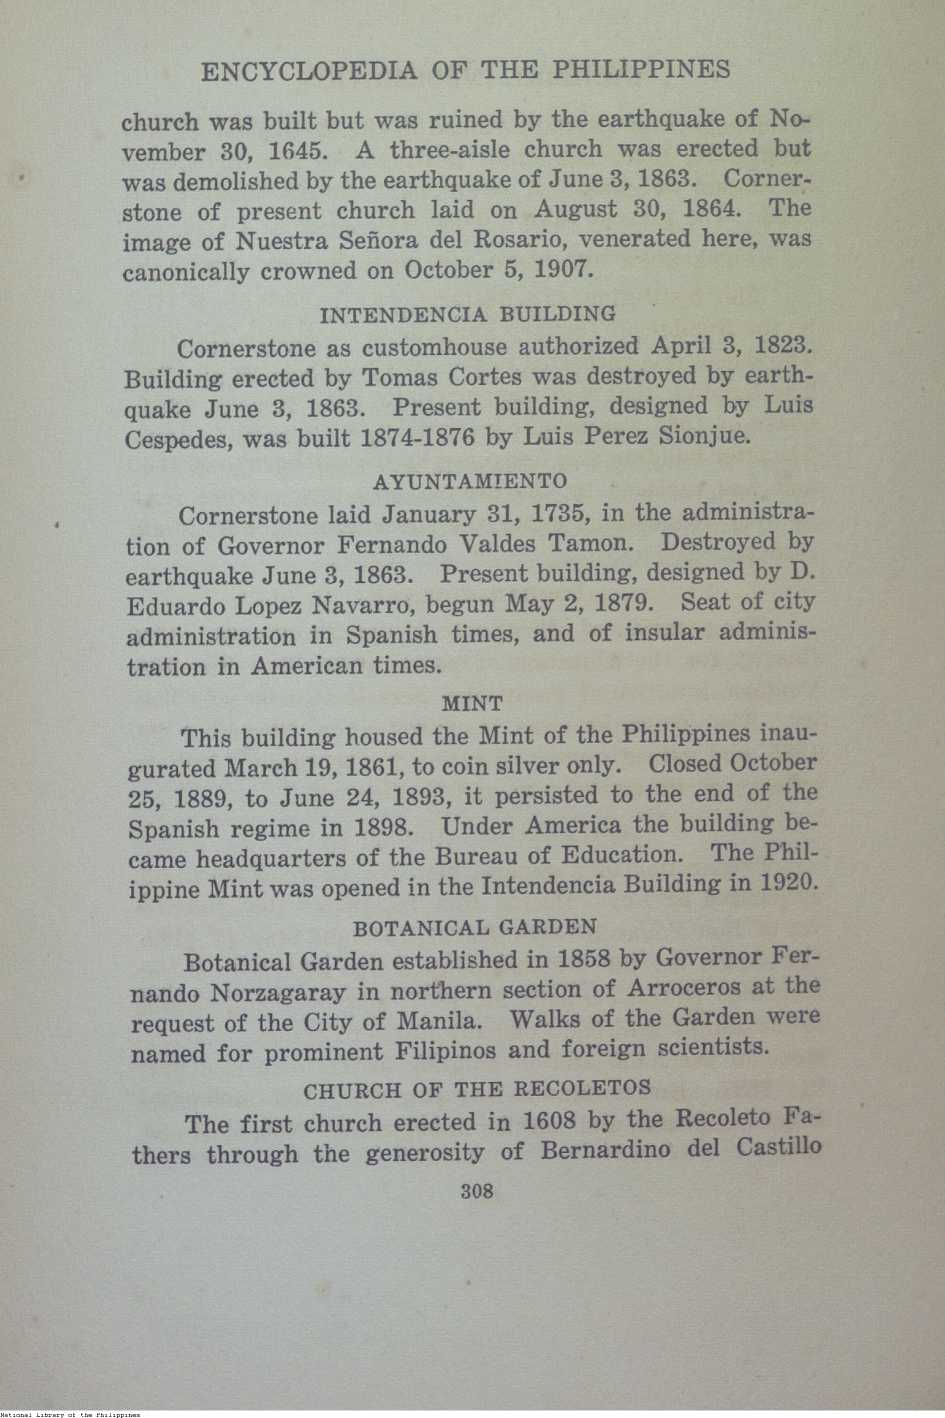 ENCYCLOPEDIA OF THE PHILIPPINES
church was built but was ruined by the earthquake of No-
vember 30, 1645. A three-aisle church was erected but
was demolished by the earthquake of June 3, 1863. Corner-
stone of present church laid on August 30, 1864. The
image of Nuestra Señora del Rosario, venerated here, was
canonically crowned on October 5, 1907.
INTENDENCIA BUILDING
Cornerstone as customhouse authorized April 3, 1823.
Building erected by Tomas Cortes was destroyed by earth-
quake June 3, 1863. Present building, designed by Luis
Cespedes, was built 1874-1876 by Luis Perez Sionjue.
AYUNTAMIENTO
Cornerstone laid January 31, 1735, in the administra-
tion of Governor Fernando Valdes Tamon. Destroyed by
earthquake June 3, 1863. Present building, designed by D.
Eduardo Lopez Navarro, begun May 2, 1879. Seat of city
administration in Spanish times, and of insular adminis-
tration in American times.
MINT
This building housed the Mint of the Philippines inau-
gurated March 19, 1861, to coin silver only. Closed October
25, 1889, to June 24, 1893, it persisted to the end of the
Spanish regime in 1898. Under America the building be-
came headquarters of the Bureau of Education. The Phil-
ippine Mint was opened in the Intendencia Building in 1920.
BOTANICAL GARDEN
Botanical Garden established in 1858 by Governor Fer-
nando Norzagaray in northern section of Arroceros at the
request of the City of Manila. Walks of the Garden were
named for prominent Filipinos and foreign scientists.
CHURCH OF THE RECOLETOS
The first church erected in 1608 by the Recoleto Fa-
thers through the generosity of Bernardino del Castillo
308
National Library of the Philippines